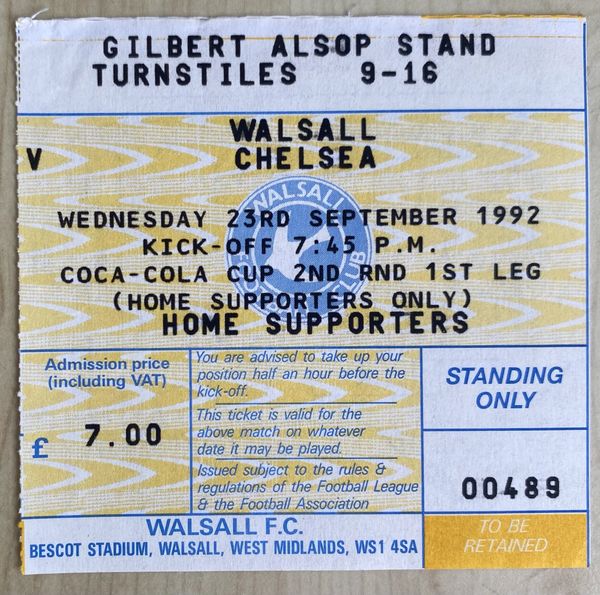 GILBERT ALSOP STAND
TURNSTILES 9-16
WALSALL
V CHELSEA
WALSALL
WEDNESDAY 23RD SEPTEMBER 1992
KICK-OFF 7:45 P.M.
COCA-COLA CUP 2ND RND 1ST LEG
(HOME SUPPORTERS ONLY)
HOME SUPPORTERS
FOOTBALL CLUB
Admission price
(including VAT)
£ 7.00
You are advised to take up your
position half an hour before the
kick-off.
This ticket is valid for the
above match on whatever
date it may be played.
Issued subject to the rules &
regulations of the Football League
& the Football Association
STANDING
ONLY
00489
WALSALL F.C.
BESCOT STADIUM, WALSALL, WEST MIDLANDS, WS1 4SA
TO BE
RETAINED